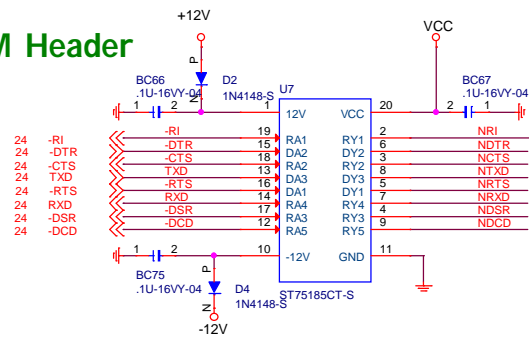 +12V
VCC
M Header
P
BC66
D2
U7
BC67
.1U-16VY-04
N
1N4148-S
.1U-16VY-04
1 2
1
12V
VCC
20
2 1
24 -RI
-RI
19
RA1
RY1
2
NRI
24 -DTR
-DTR
15
DA2
DY2
6
NDTR
24 -CTS
-CTS
18
RA2
RY2
3
NCTS
24 TXD
TXD
13
DA3
DY3
8
NTXD
24 -RTS
-RTS
16
DA1
DY1
5
NRTS
24 RXD
RXD
14
RA4
RY4
7
NRXD
24 -DSR
-DSR
17
RA3
RY3
4
NDSR
24 -DCD
-DCD
12
RA5
RY5
9
NDCD
1 2
10
-12V
GND
11
BC75
P
.1U-16VY-04
N
D4
1N4148-S
ST75185CT-S
-12V